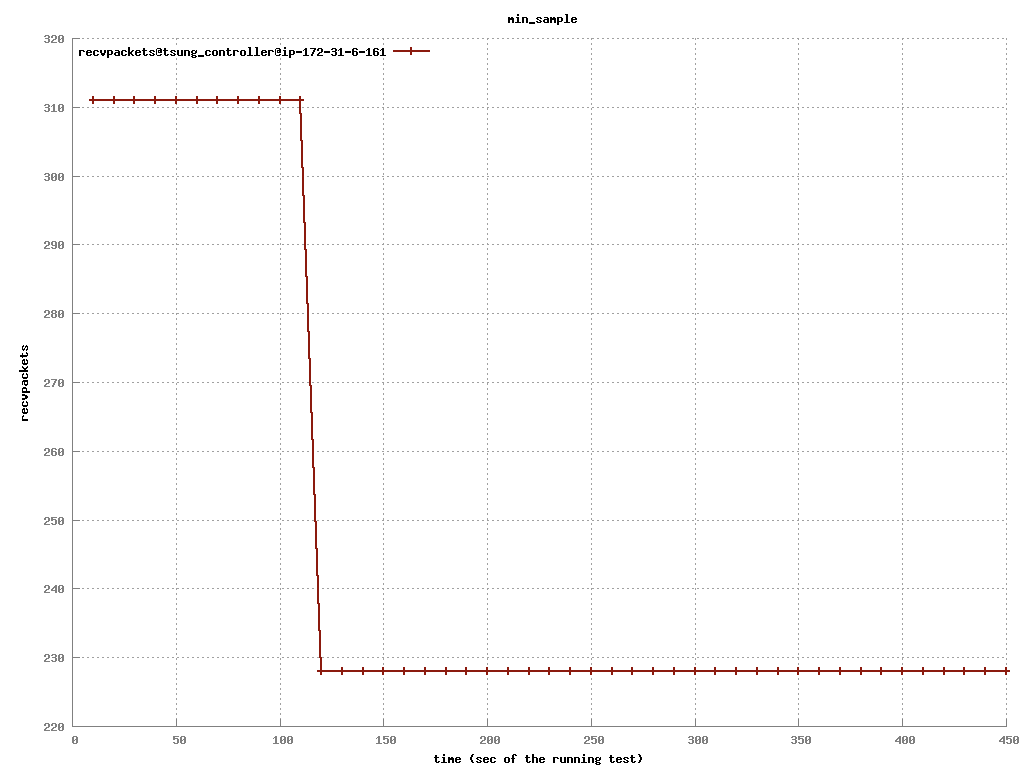 min_sample
320
recvpackets@tsung_controller@ip-172-31-6-161
310
300
290
280
270
recvpackets
260
250
240
230
220
0 50 100 150 200 250 300 350 400 450
time (sec of the running test)